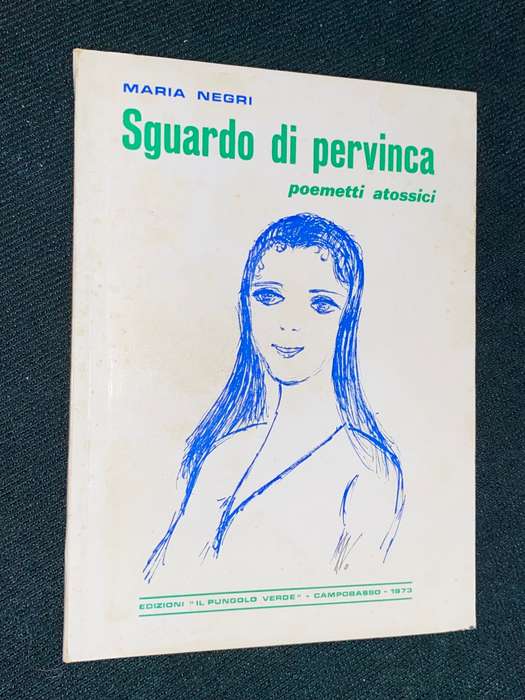 MARIA NEGRI
Sguardo di pervinca
poemetti atossici
EDIZIONI "IL PUNGOLO VERDE" - CAMPOBASSO - 1973